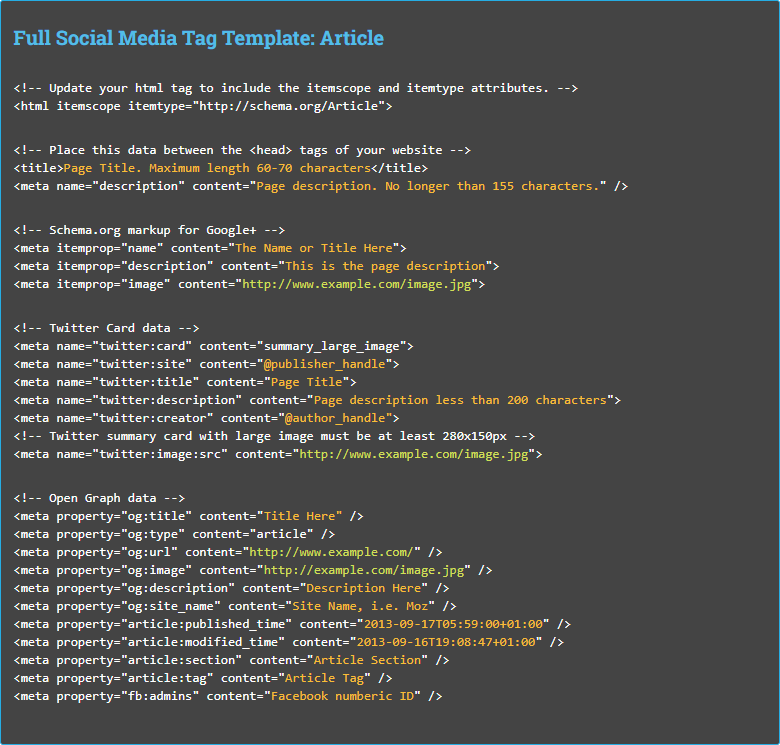 Full Social Media Tag Template: Article
<!-- Update your html tag to include the itemscope and itemtype attributes. -->
<html itemscope itemtype="http://schema.org/Article">
<!-- Place this data between the <head> tags of your website -->
<title>Page Title. Maximum length 60-70 characters</title>
<meta name="description" content="Page description. No longer than 155 characters." />
<!-- Schema.org markup for Google+ -->
<meta itemprop="name" content="The Name or Title Here">
<meta itemprop="description" content="This is the page description">
<meta itemprop="image" content="http://www.example.com/image.jpg">
<!-- Twitter Card data -->
<meta name="twitter:card" content="summary_large_image">
<meta name="twitter:site" content="@publisher_handle">
<meta name="twitter:title" content="Page Title">
<meta name="twitter:description" content="Page description less than 200 characters">
<meta name="twitter:creator" content="@author_handle">
<!-- Twitter summary card with large image must be at least 280x150px -->
<meta name="twitter:image:src" content="http://www.example.com/image.jpg">
<!-- Open Graph data -->
<meta property="og:title" content="Title Here" />
<meta property="og:type" content="article" />
<meta property="og:url" content="http://www.example.com/" />
<meta property="og:image" content="http://example.com/image.jpg" />
<meta property="og:description" content="Description Here" />
<meta property="og:site_name" content="Site Name, i.e. Moz" />
<meta property="article:published_time" content="2013-09-17T05:59:00+01:00" />
<meta property="article:modified_time" content="2013-09-16T19:08:47+01:00" />
<meta property="article:section" content="Article Section" />
<meta property="article:tag" content="Article Tag" />
<meta property="fb:admins" content="Facebook numberic ID" />